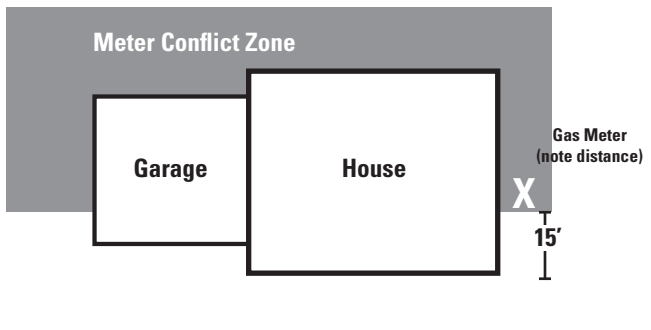 Meter Conflict Zone
Gas Meter
(note distance)
Garage
House
X
15′